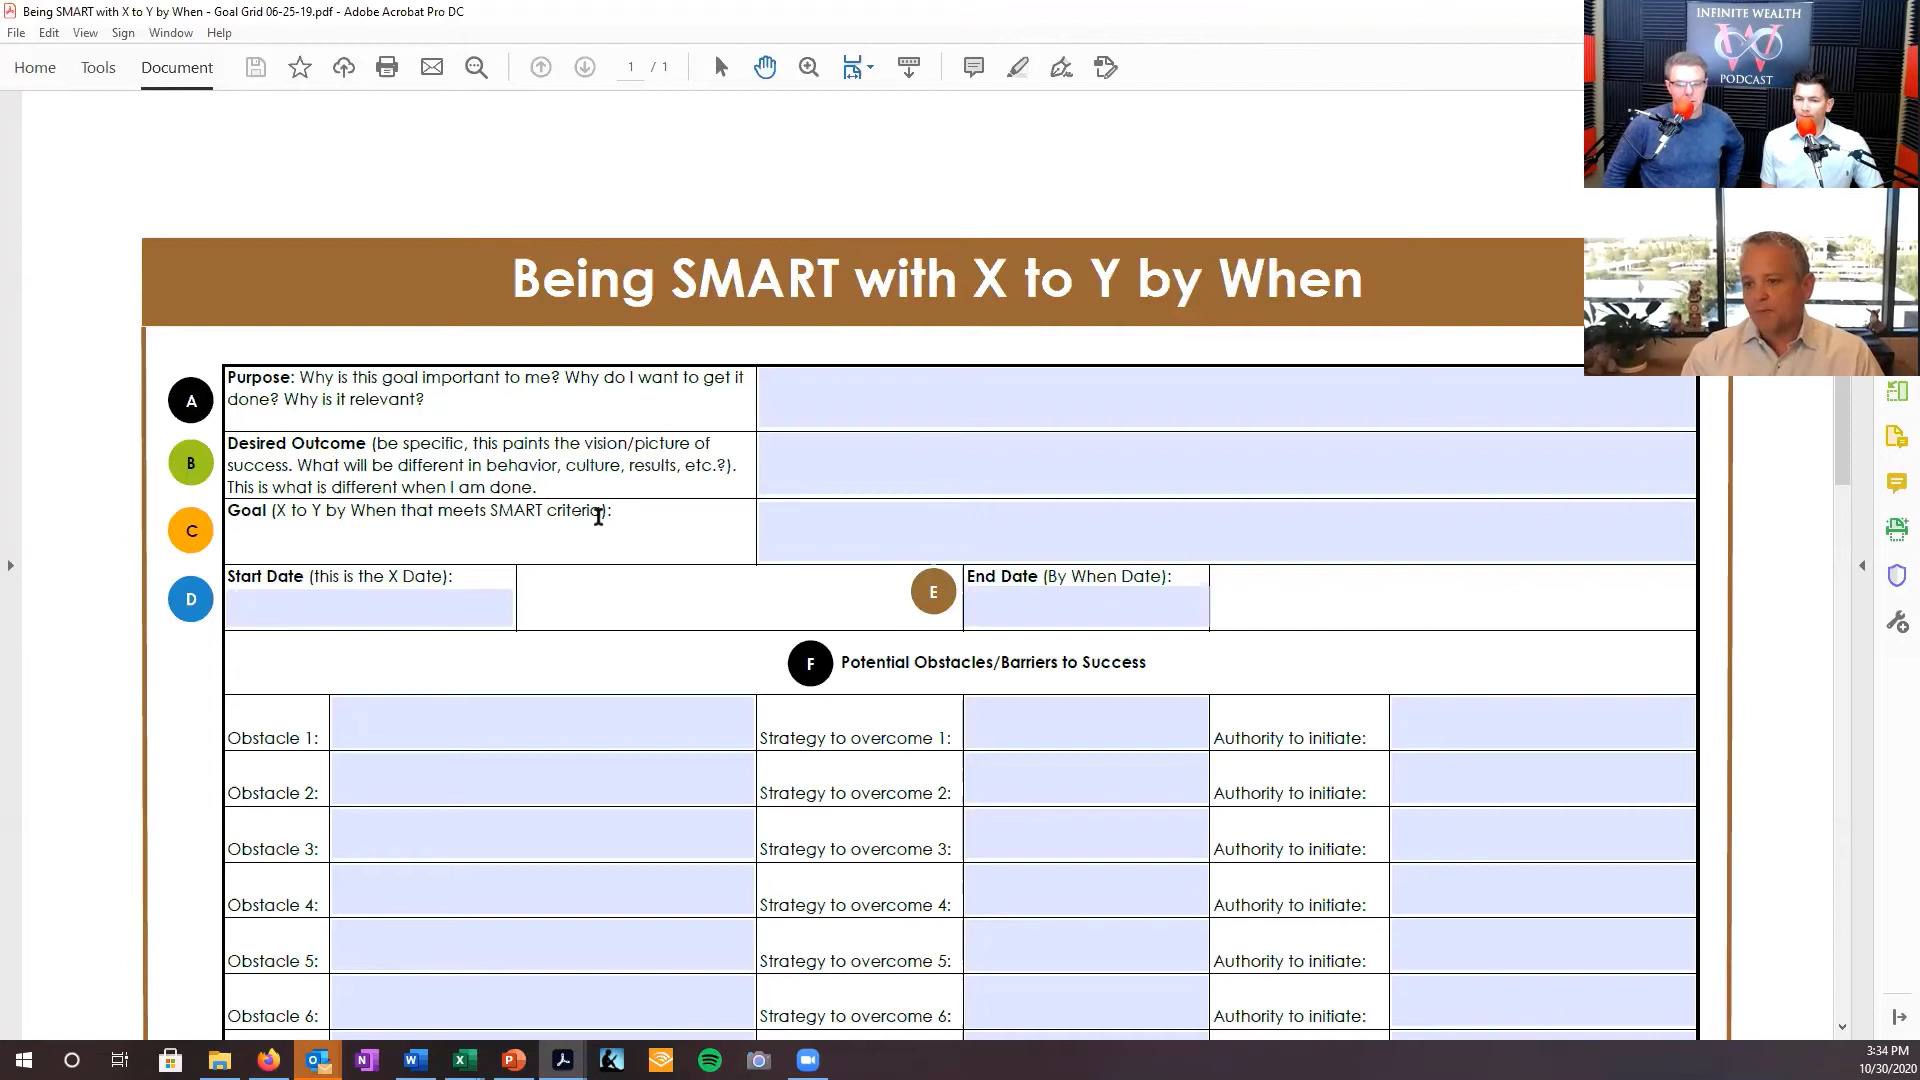 Being SMART with X to Y by When - Goal Grid 06-25-19.pdf - Adobe Acrobat Pro DC
File Edit View Sign Window Help
Home Tools Document 1 / 1
INFINITE WEALTH
PODCAST
Being SMART with X to Y by When
A
Purpose: Why is this goal important to me? Why do I want to get it
done? Why is it relevant?
B
Desired Outcome (be specific, this paints the vision/picture of
success. What will be different in behavior, culture, results, etc.?).
This is what is different when I am done.
C
Goal (X to Y by When that meets SMART criteria):
D
Start Date (this is the X Date):
E
End Date (By When Date):
F
Potential Obstacles/Barriers to Success
Obstacle 1: Strategy to overcome 1: Authority to initiate:
Obstacle 2: Strategy to overcome 2: Authority to initiate:
Obstacle 3: Strategy to overcome 3: Authority to initiate:
Obstacle 4: Strategy to overcome 4: Authority to initiate:
Obstacle 5: Strategy to overcome 5: Authority to initiate:
Obstacle 6: Strategy to overcome 6: Authority to initiate:
3:34 PM
10/30/2020